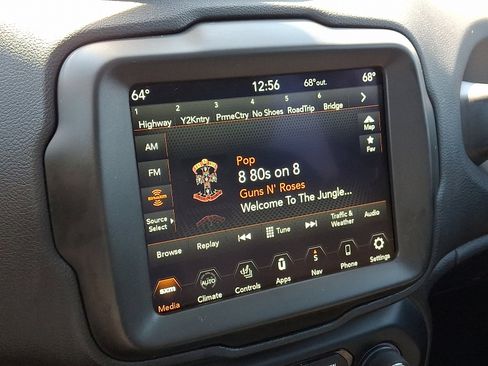 64° 12:56 68°out. 68°
1 2 3 4 5 6
Highway Y2Kntry PrmeCtry No Shoes RoadTrip Bridge
AM
Map
FM
Fav
Pop
8 80s on 8
Guns N' Roses
Welcome To The Jungle...
Source Select
Browse Replay Tune Traffic & Weather Audio
SXM AUTO S
Media Climate Controls Apps Nav Phone Settings